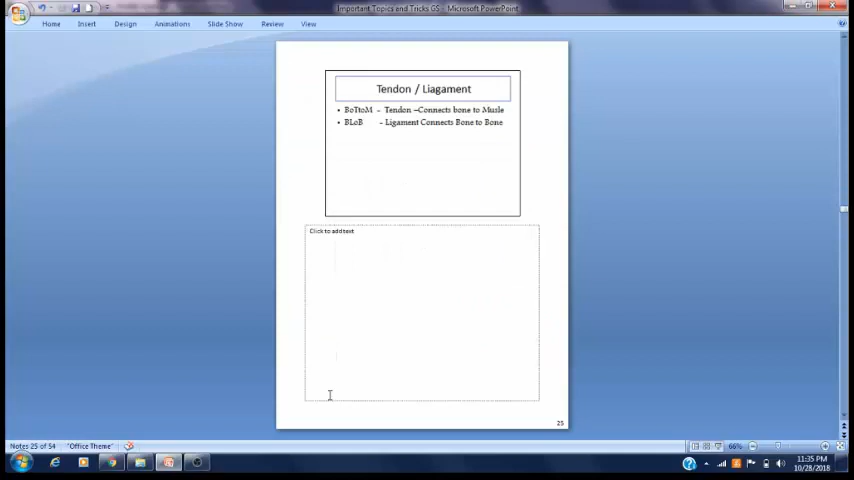 Important Topics and Tricks GS - Microsoft PowerPoint
Home Insert Design Animations Slide Show Review View
Tendon / Liagament
• BoTtoM - Tendon –Connects bone to Musle
• BLoB - Ligament Connects Bone to Bone
Click to add text
25
Notes 25 of 54 "Office Theme" 66%
11:35 PM
10/28/2018